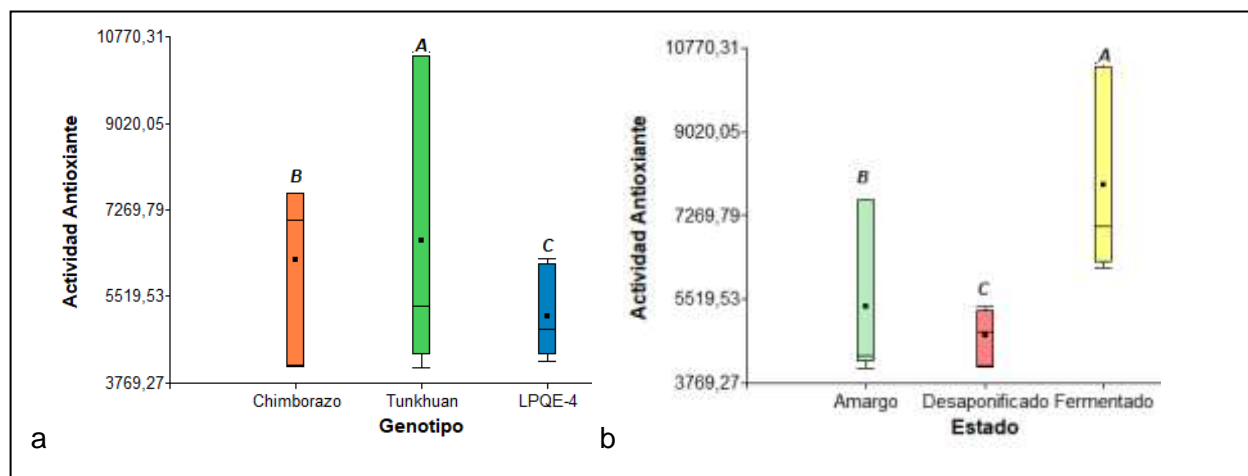 10770,31
9020,05
7269,79
5519,53
3769,27
Actividad Antioxiante
B
A
C
Chimborazo Tunkhuan LPQE-4
Genotipo
a
10770,31
9020,05
7269,79
5519,53
3769,27
Actividad Antioxiante
B
C
A
Amargo Desaponificado Fermentado
Estado
b